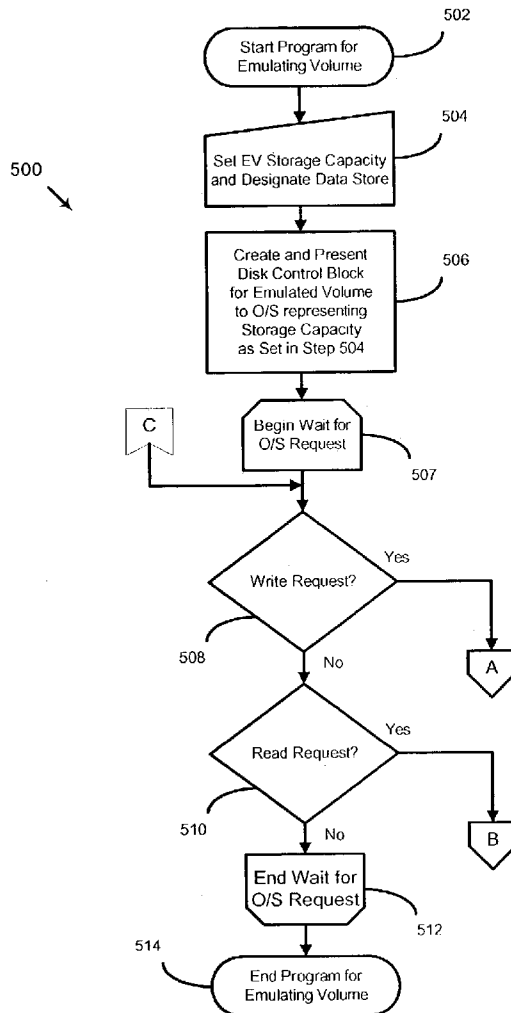 502
Start Program for
Emulating Volume
504
Set EV Storage Capacity
and Designate Data Store
500
Create and Present
Disk Control Block
for Emulated Volume
to O/S representing
Storage Capacity
as Set in Step 504
506
C
Begin Wait for
O/S Request
507
Yes
Write Request?
508
A
No
Yes
Read Request?
510
B
No
End Wait for
O/S Request
512
514
End Program for
Emulating Volume